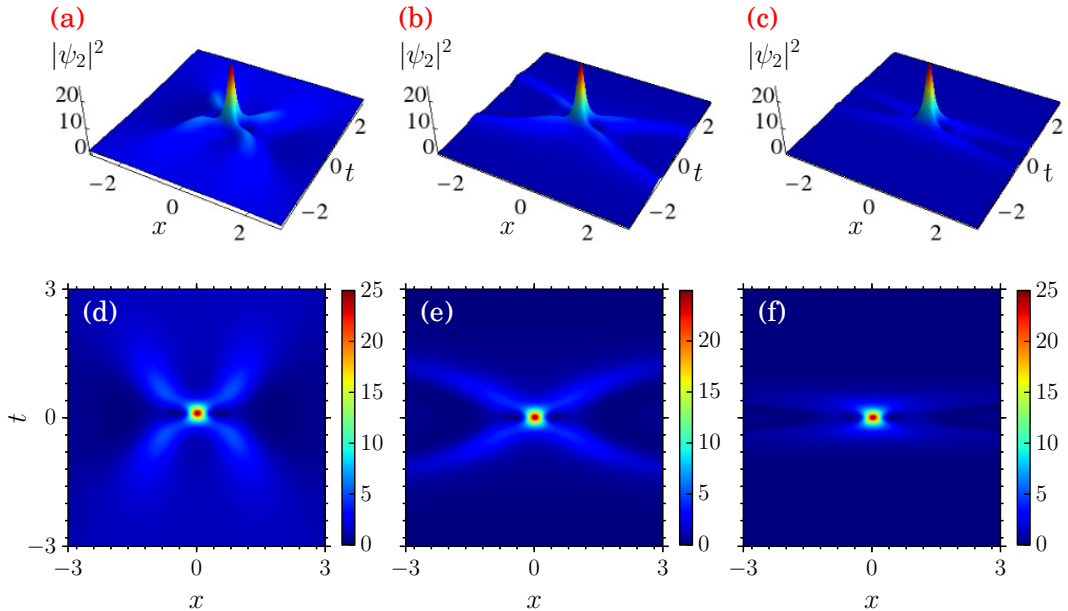 (a) (b) (c)
|ψ₂|² |ψ₂|² |ψ₂|²
20 20 20
10 10 10
0 0 0
2 2 2
0 t 0 t 0 t
−2 −2 −2
−2 −2 −2
0 0 0
x x x
2 2 2
(d) (e) (f)
3 25 25
20 20 20
15 15 15
t 0
10 10 10
5 5 5
−3 0 0 0
−3 0 3 −3 0 3 −3 0 3
x x x